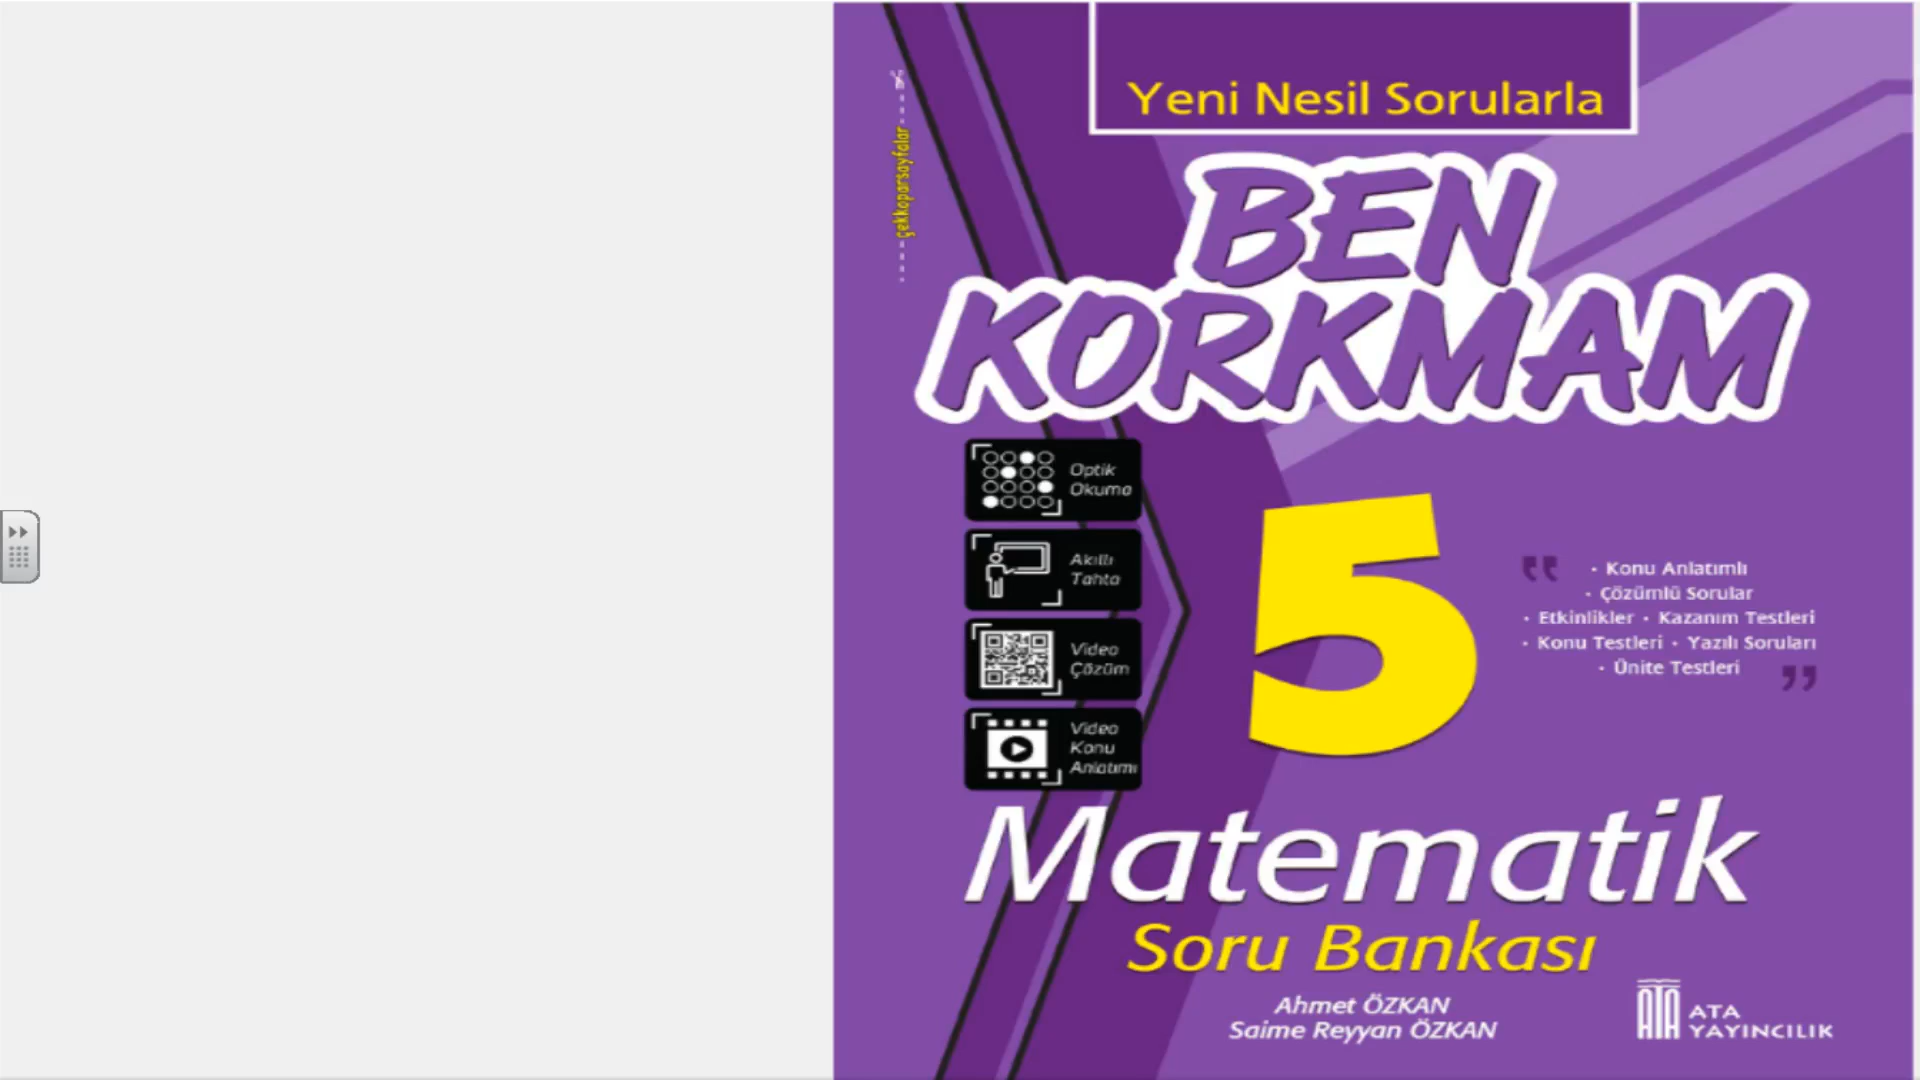 Yeni Nesil Sorularla
çekkoparsayfalar
BEN
KORKMAM
Optik
Okuma
Akıllı
Tahta
Video
Çözüm
Video
Konu
Anlatımı
5
• Konu Anlatımlı
• Çözümlü Sorular
• Etkinlikler • Kazanım Testleri
• Konu Testleri • Yazılı Soruları
• Ünite Testleri
Matematik
Soru Bankası
Ahmet ÖZKAN
Saime Reyyan ÖZKAN
ATA
ATA
YAYINCILIK